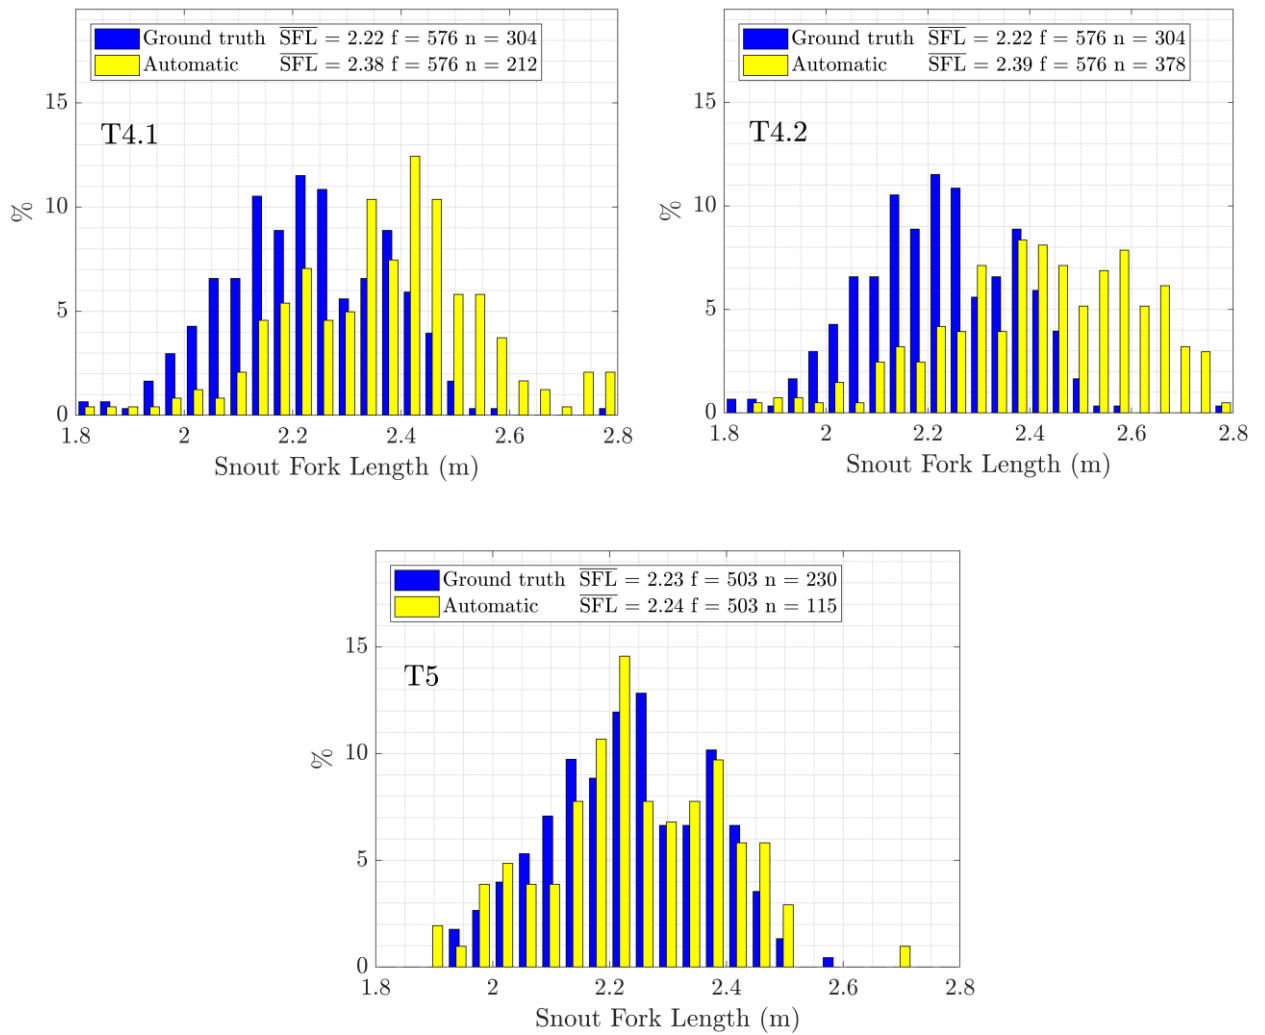 Ground truth SFL = 2.22 f = 576 n = 304
Automatic SFL = 2.38 f = 576 n = 212
T4.1
%
15
10
5
0
1.8 2 2.2 2.4 2.6 2.8
Snout Fork Length (m)
Ground truth SFL = 2.22 f = 576 n = 304
Automatic SFL = 2.39 f = 576 n = 378
T4.2
%
15
10
5
0
1.8 2 2.2 2.4 2.6 2.8
Snout Fork Length (m)
Ground truth SFL = 2.23 f = 503 n = 230
Automatic SFL = 2.24 f = 503 n = 115
T5
%
15
10
5
0
1.8 2 2.2 2.4 2.6 2.8
Snout Fork Length (m)